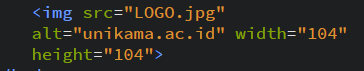 <img src="LOGO.jpg"
alt="unikama.ac.id" width="104"
height="104">